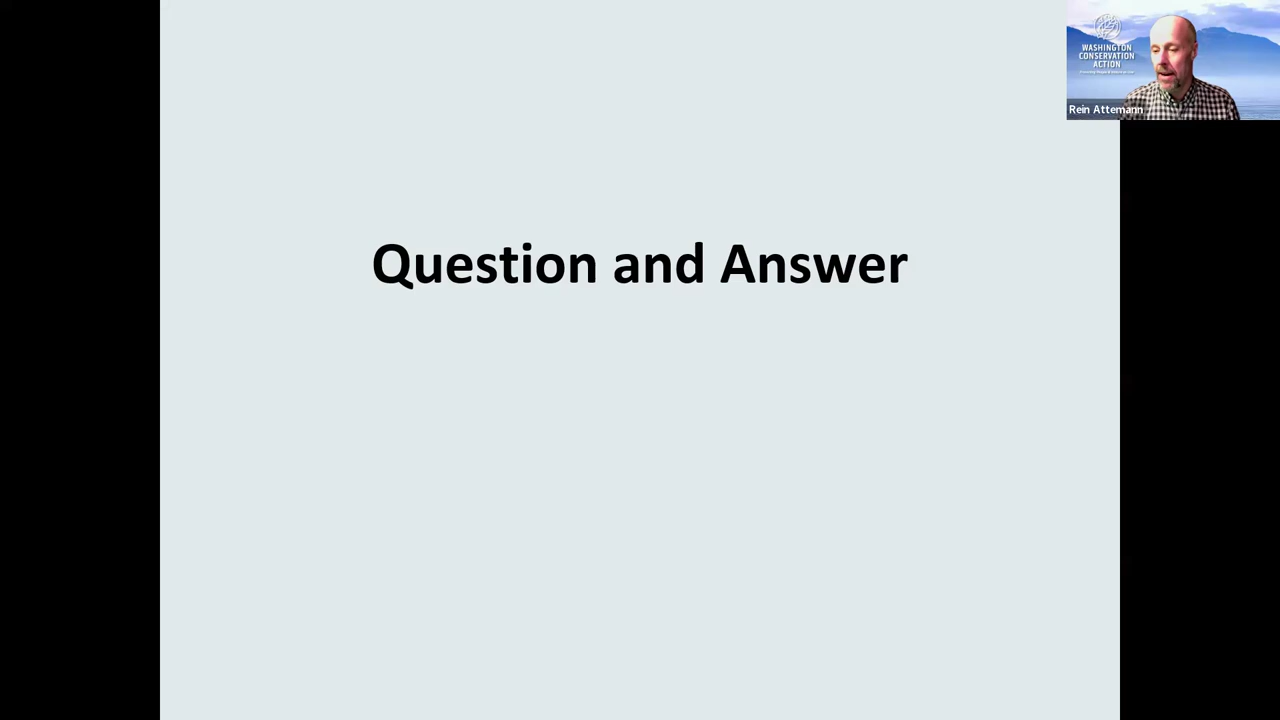 WASHINGTON
CONSERVATION
ACTION
Rein Attemann
Question and Answer